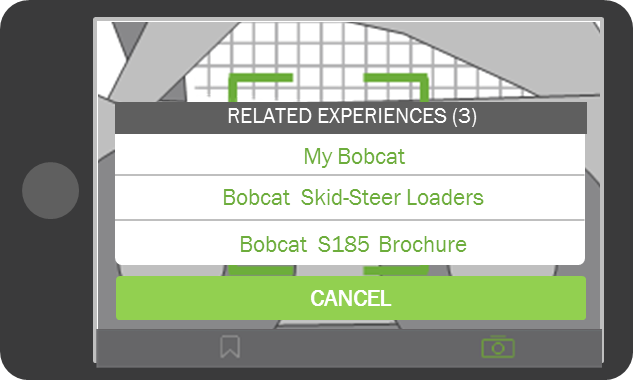 RELATED EXPERIENCES (3)
My Bobcat
Bobcat Skid-Steer Loaders
Bobcat S185 Brochure
CANCEL